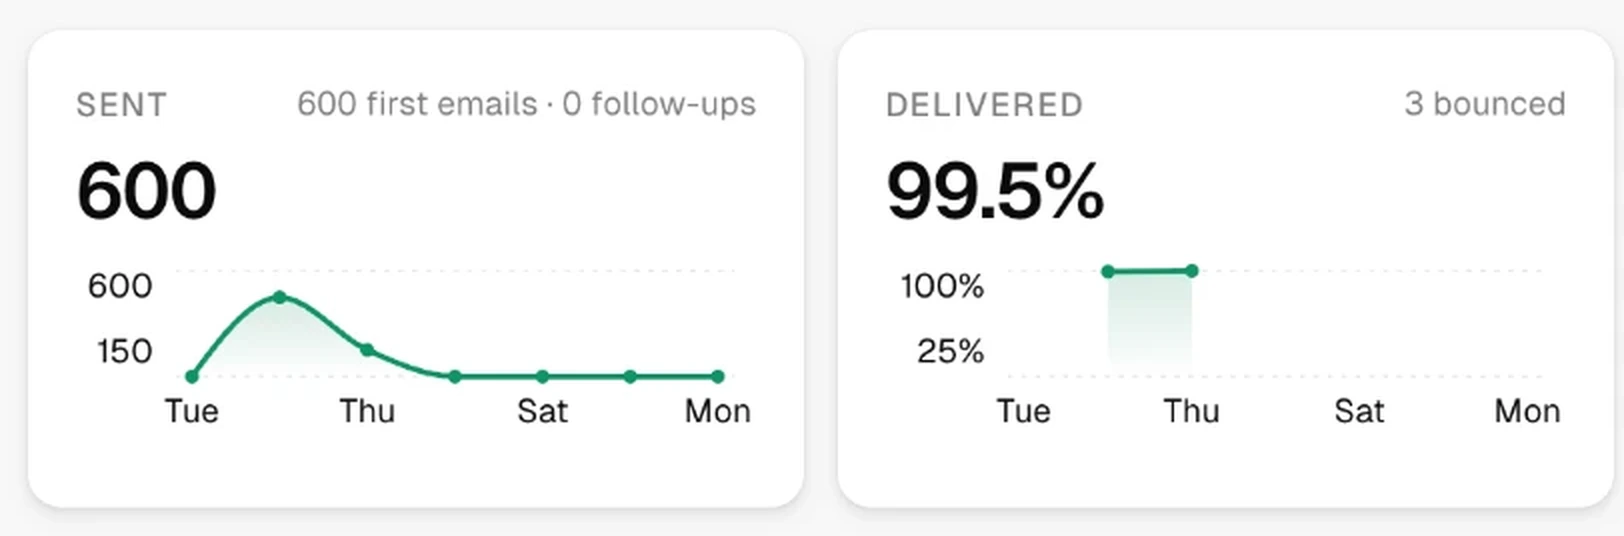 SENT
600 first emails · 0 follow-ups
600
600
150
Tue Thu Sat Mon
DELIVERED
3 bounced
99.5%
100%
25%
Tue Thu Sat Mon